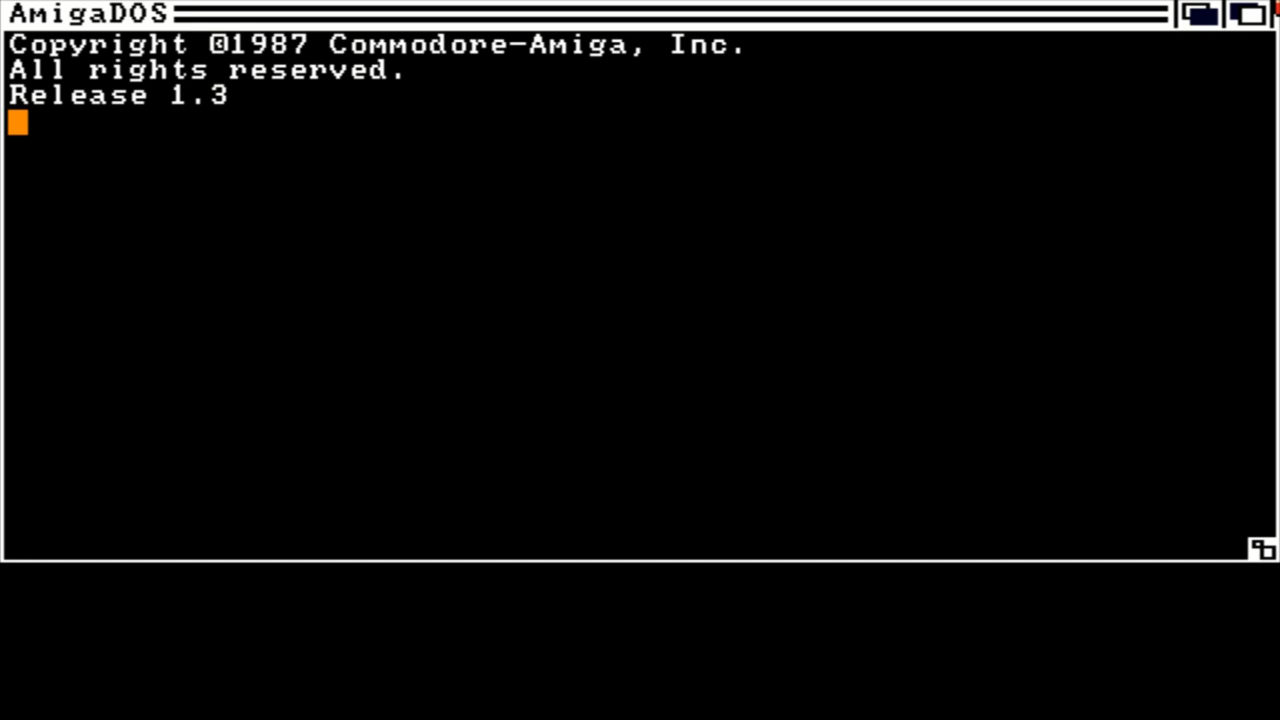 AmigaDOS
Copyright ©1987 Commodore-Amiga, Inc.
All rights reserved.
Release 1.3